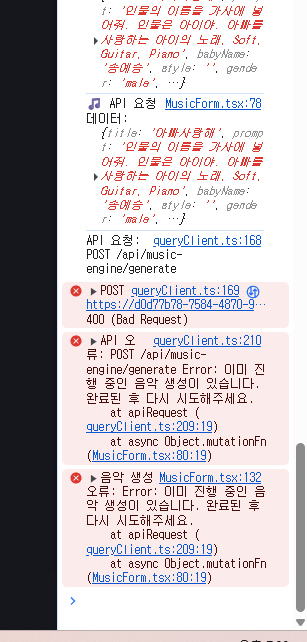 t: '인물의 이름을 가사에 넣
어줘. 인물은 아이야. 아빠를
사랑하는 아이의 노래, Soft,
Guitar, Piano', babyName:
'송예승', style: '', gende
r: 'male', …}
🎵 API 요청 MusicForm.tsx:78
데이터:
{title: '아빠사랑해', promp
t: '인물의 이름을 가사에 넣
어줘. 인물은 아이야. 아빠를
사랑하는 아이의 노래, Soft,
Guitar, Piano', babyName:
'송예승', style: '', gende
r: 'male', …}
API 요청: queryClient.ts:168
POST /api/music-
engine/generate
POST queryClient.ts:169
https://d0d77b78-7584-4870-9…
400 (Bad Request)
API 오 queryClient.ts:210
류: POST /api/music-
engine/generate Error: 이미 진
행 중인 음악 생성이 있습니다.
완료된 후 다시 시도해주세요.
at apiRequest (
queryClient.ts:209:19)
at async Object.mutationFn
(MusicForm.tsx:80:19)
음악 생성 MusicForm.tsx:132
오류: Error: 이미 진행 중인 음
악 생성이 있습니다. 완료된 후
다시 시도해주세요.
at apiRequest (
queryClient.ts:209:19)
at async Object.mutationFn
(MusicForm.tsx:80:19)